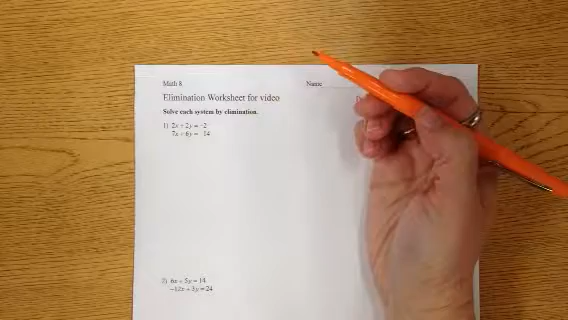 Math 8
Name
Elimination Worksheet for video
Solve each system by elimination.
1) 2x + 2y = −2
7x + 6y = −14
2) 6x + 5y = 14
−12x + 3y = 24